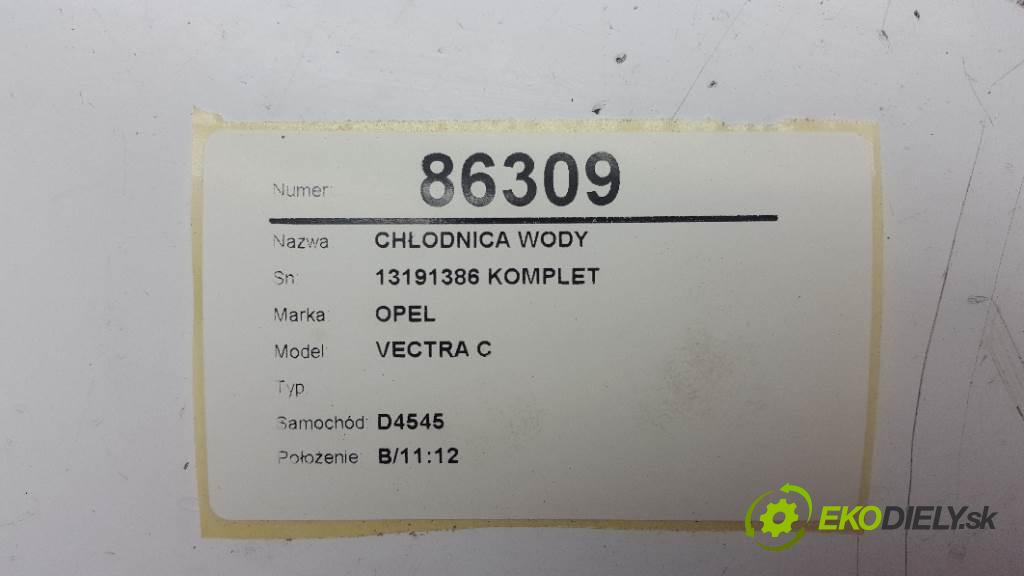 Numer: 86309
Nazwa CHŁODNICA WODY
Sn: 13191386 KOMPLET
Marka: OPEL
Model: VECTRA C
Typ
Samochód: D4545
Położenie: B/11:12
EKODIELY.sk